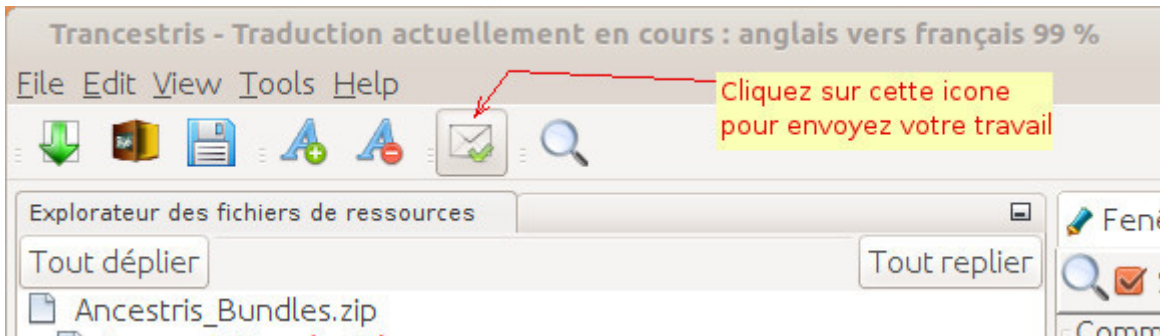 Trancestris - Traduction actuellement en cours : anglais vers français 99 %
File Edit View Tools Help
Cliquez sur cette icone
pour envoyez votre travail
Explorateur des fichiers de ressources
Tout déplier
Tout replier
Ancestris_Bundles.zip